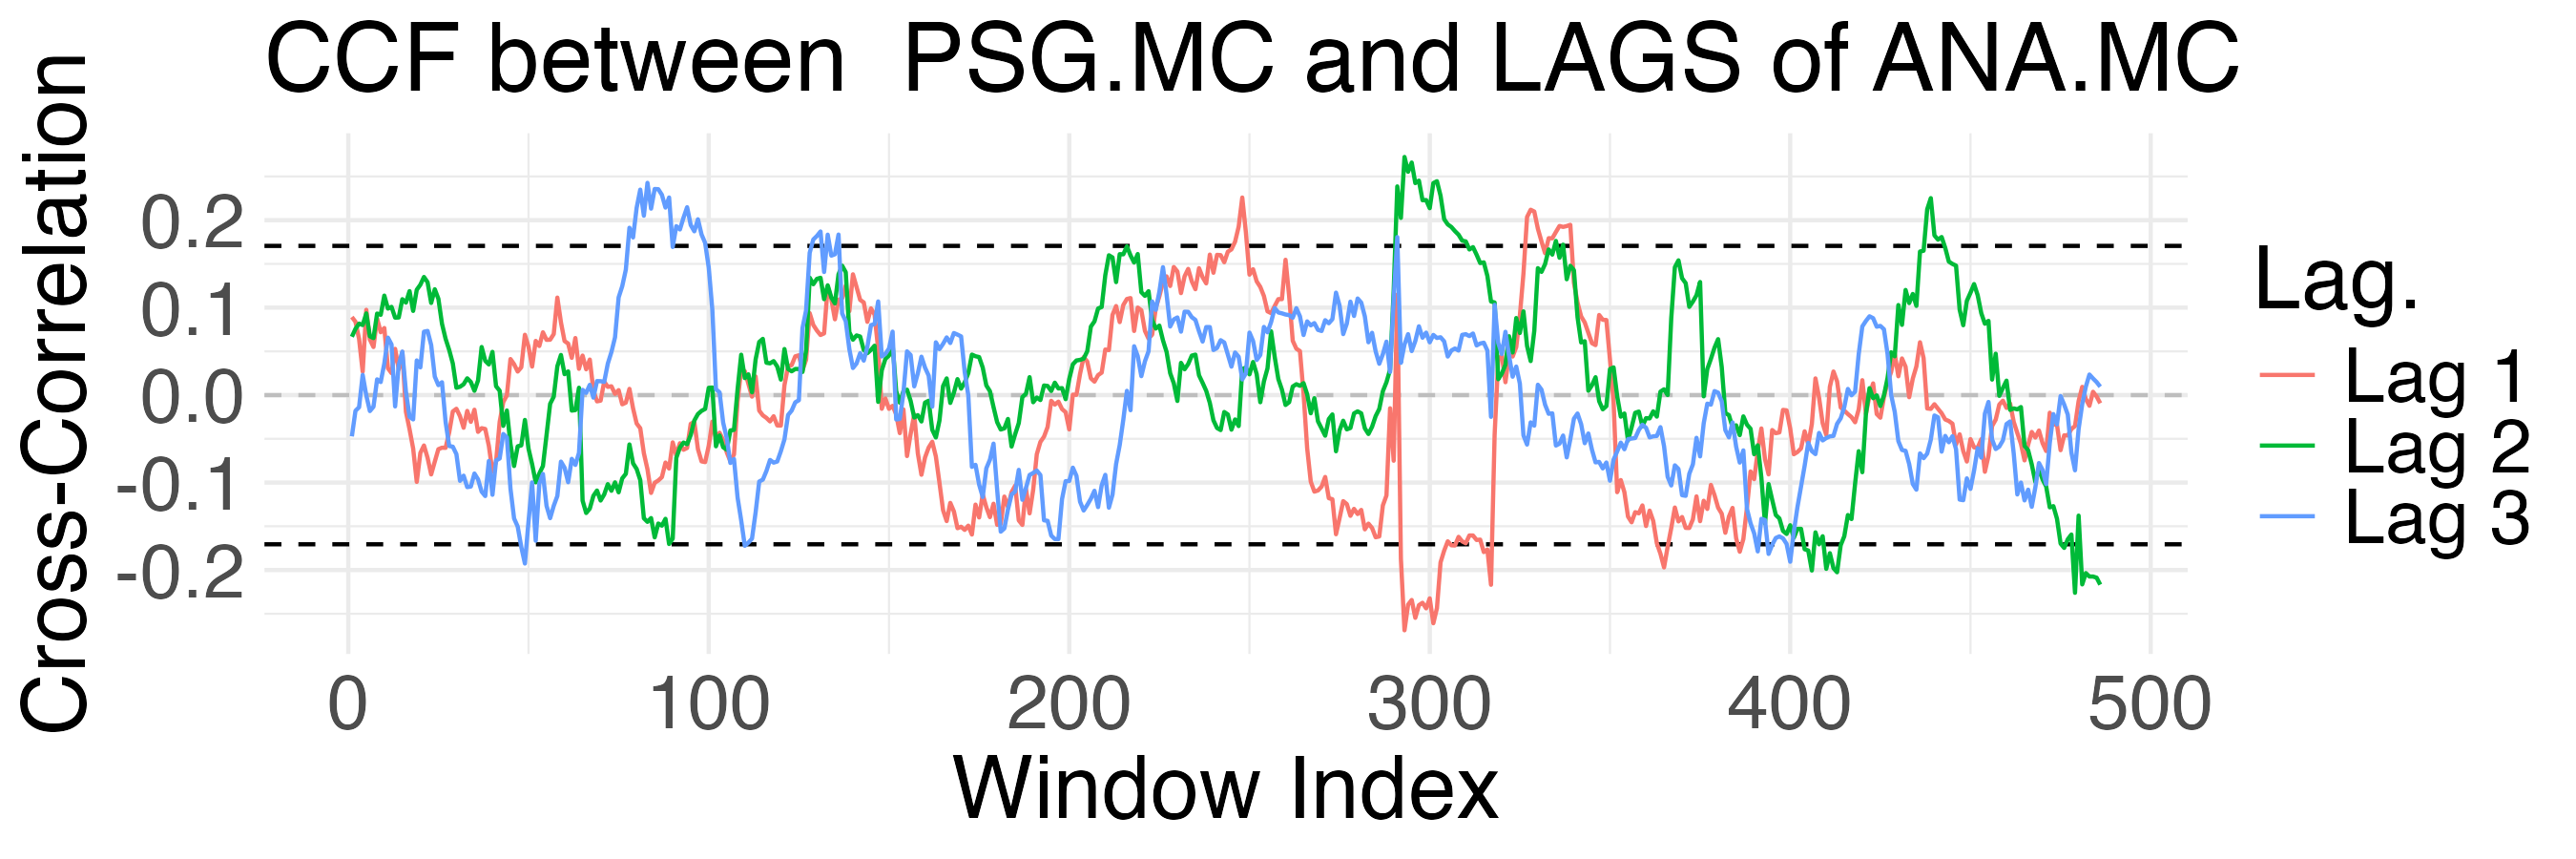 CCF between  PSG.MC and LAGS of ANA.MC
Cross-Correlation
0.2
0.1
0.0
-0.1
-0.2
0 100 200 300 400 500
Window Index
Lag.
Lag 1
Lag 2
Lag 3